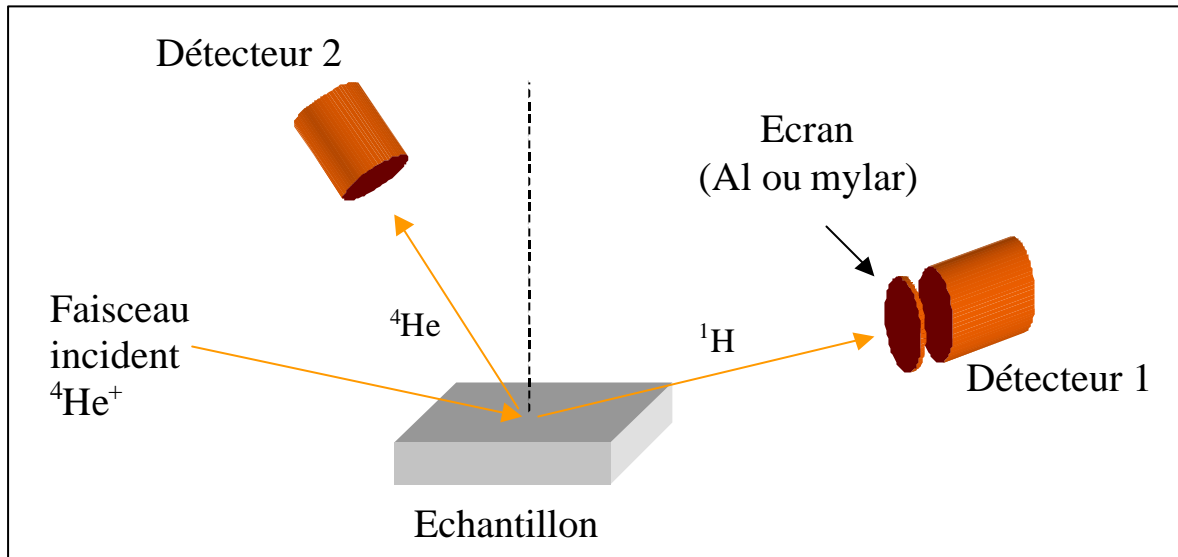 Détecteur 2
Ecran
(Al ou mylar)
Faisceau
incident
⁴He⁺
⁴He
¹H
Détecteur 1
Echantillon